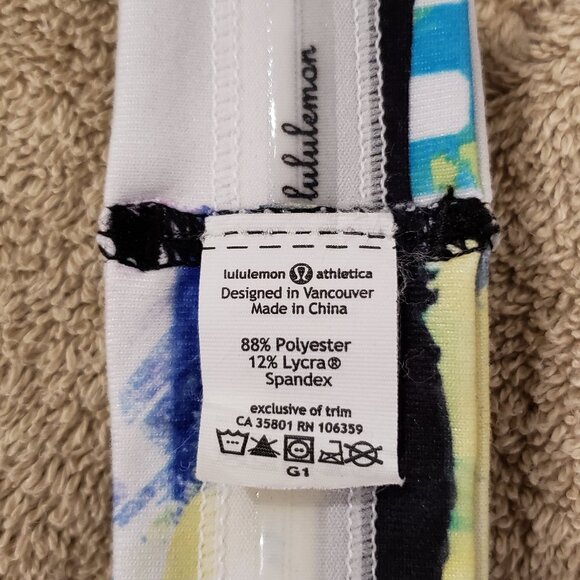 lululemon
lululemon athletica
Designed in Vancouver
Made in China
88% Polyester
12% Lycra®
Spandex
exclusive of trim
CA 35801 RN 106359
G1